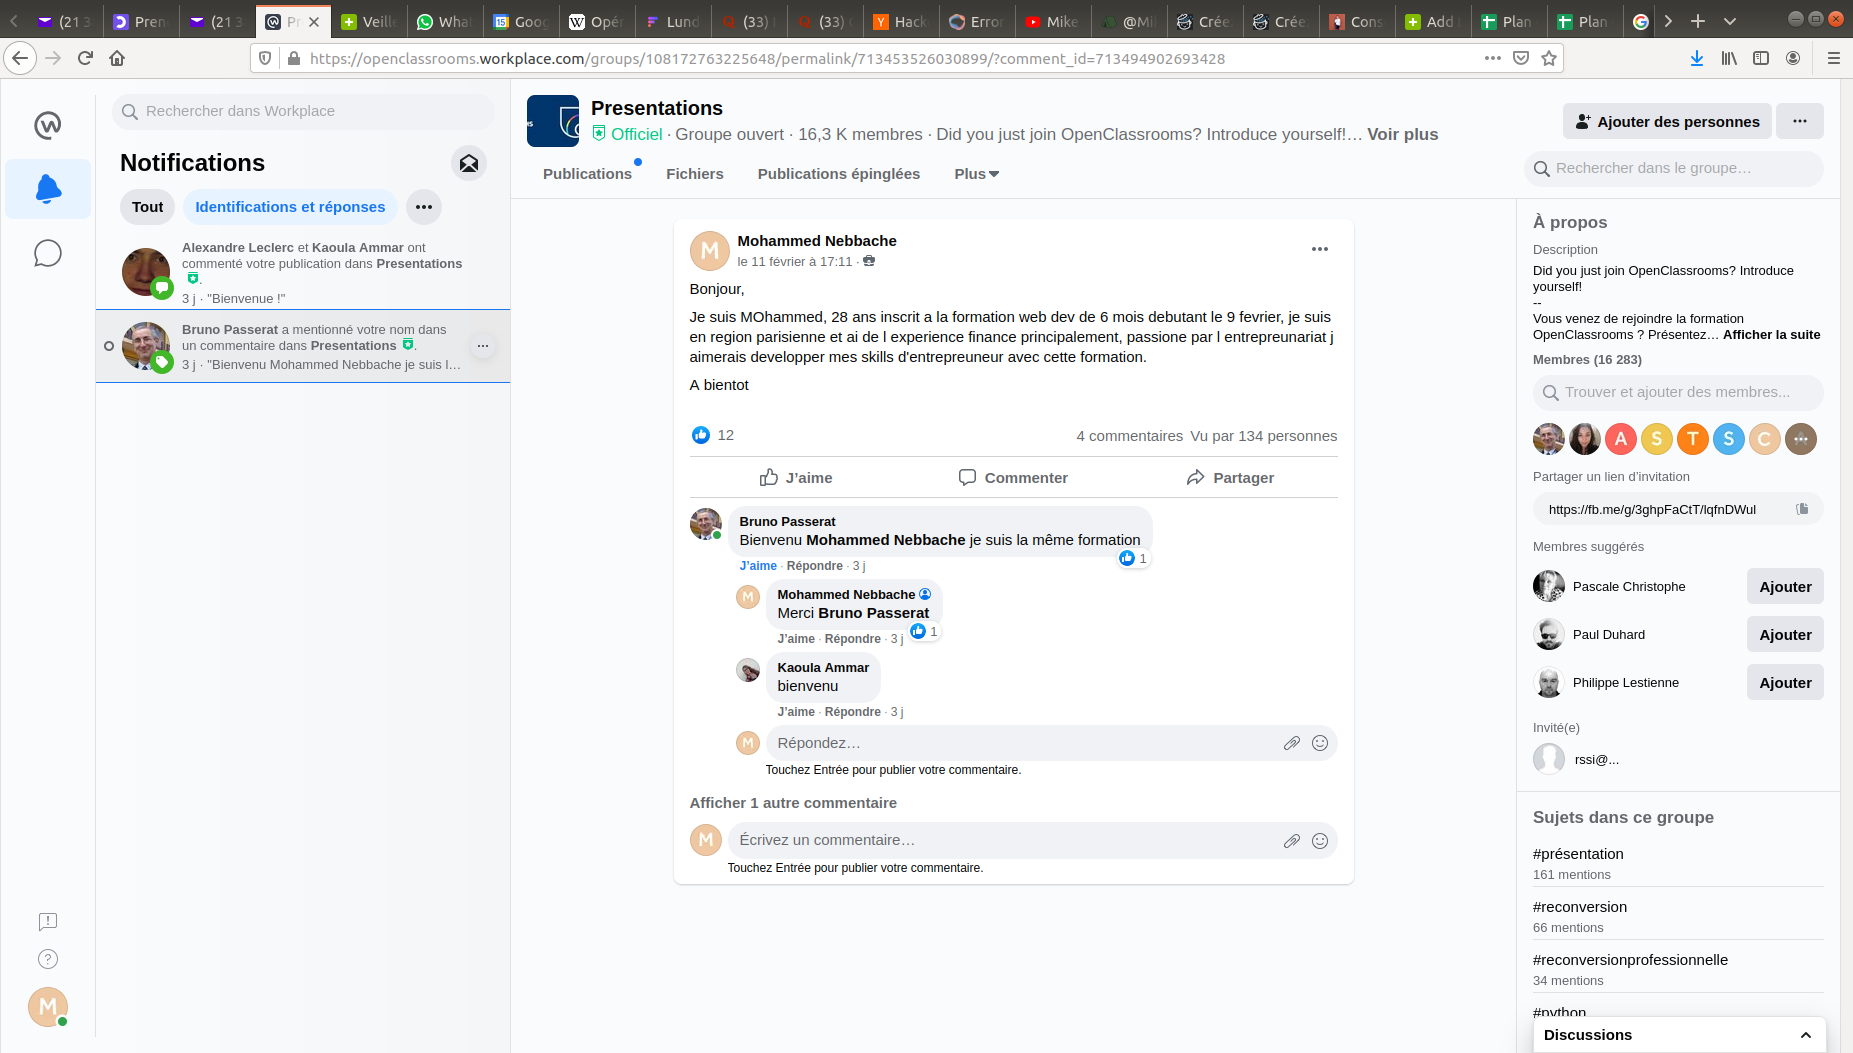 (21 3
Pren
(21 3
Pr
Veill
What
Goog
Opér
Lund
(33)
(33)
Hack
Error
Mike
@Mil
Crée
Crée
Cons
Add
Plan
Plan
https://openclassrooms.workplace.com/groups/108172763225648/permalink/713453526030899/?comment_id=713494902693428
Rechercher dans Workplace
Notifications
Tout
Identifications et réponses
Alexandre Leclerc et Kaoula Ammar ont
commenté votre publication dans Presentations
.
3 j · "Bienvenue !"
Bruno Passerat a mentionné votre nom dans
un commentaire dans Presentations .
3 j · "Bienvenu Mohammed Nebbache je suis l…
M
Presentations
Officiel · Groupe ouvert · 16,3 K membres · Did you just join OpenClassrooms? Introduce yourself!… Voir plus
Ajouter des personnes
Publications
Fichiers
Publications épinglées
Plus
Rechercher dans le groupe…
M
Mohammed Nebbache
le 11 février à 17:11 ·
Bonjour,
Je suis MOhammed, 28 ans inscrit a la formation web dev de 6 mois debutant le 9 fevrier, je suis
en region parisienne et ai de l experience finance principalement, passione par l entrepreunariat j
aimerais developper mes skills d'entrepreuneur avec cette formation.
A bientot
12
4 commentaires Vu par 134 personnes
J’aime
Commenter
Partager
Bruno Passerat
Bienvenu Mohammed Nebbache je suis la même formation
1
J’aime · Répondre · 3 j
M
Mohammed Nebbache
Merci Bruno Passerat
1
J’aime · Répondre · 3 j
Kaoula Ammar
bienvenu
J’aime · Répondre · 3 j
M
Répondez…
Touchez Entrée pour publier votre commentaire.
Afficher 1 autre commentaire
M
Écrivez un commentaire…
Touchez Entrée pour publier votre commentaire.
À propos
Description
Did you just join OpenClassrooms? Introduce
yourself!
--
Vous venez de rejoindre la formation
OpenClassrooms ? Présentez… Afficher la suite
Membres (16 283)
Trouver et ajouter des membres...
A
S
T
S
C
Partager un lien d’invitation
https://fb.me/g/3ghpFaCtT/lqfnDWul
Membres suggérés
Pascale Christophe
Ajouter
Paul Duhard
Ajouter
Philippe Lestienne
Ajouter
Invité(e)
rssi@...
Sujets dans ce groupe
#présentation
161 mentions
#reconversion
66 mentions
#reconversionprofessionnelle
34 mentions
#python
Discussions